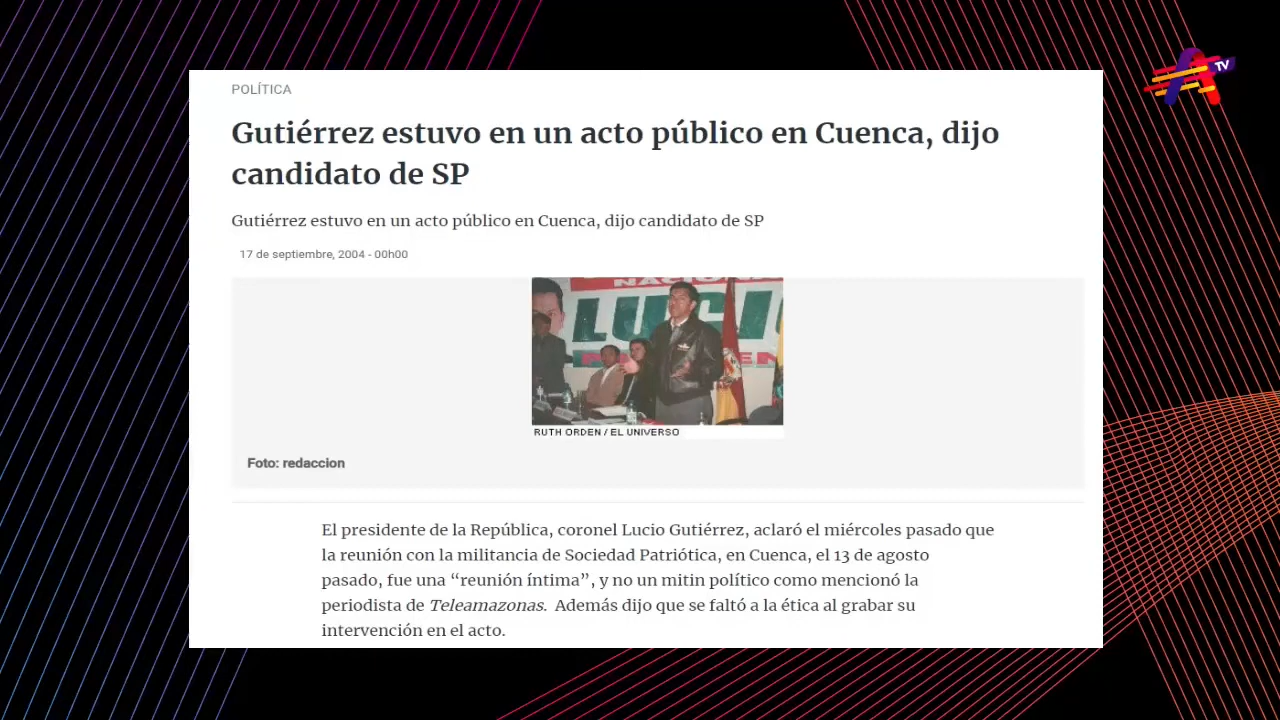 POLÍTICA
TV
Gutiérrez estuvo en un acto público en Cuenca, dijo
candidato de SP
Gutiérrez estuvo en un acto público en Cuenca, dijo candidato de SP
17 de septiembre, 2004 - 00h00
NACIONAL
LUCIO
RUTH ORDEN / EL UNIVERSO
Foto: redaccion
El presidente de la República, coronel Lucio Gutiérrez, aclaró el miércoles pasado que
la reunión con la militancia de Sociedad Patriótica, en Cuenca, el 13 de agosto
pasado, fue una “reunión íntima”, y no un mitin político como mencionó la
periodista de Teleamazonas. Además dijo que se faltó a la ética al grabar su
intervención en el acto.